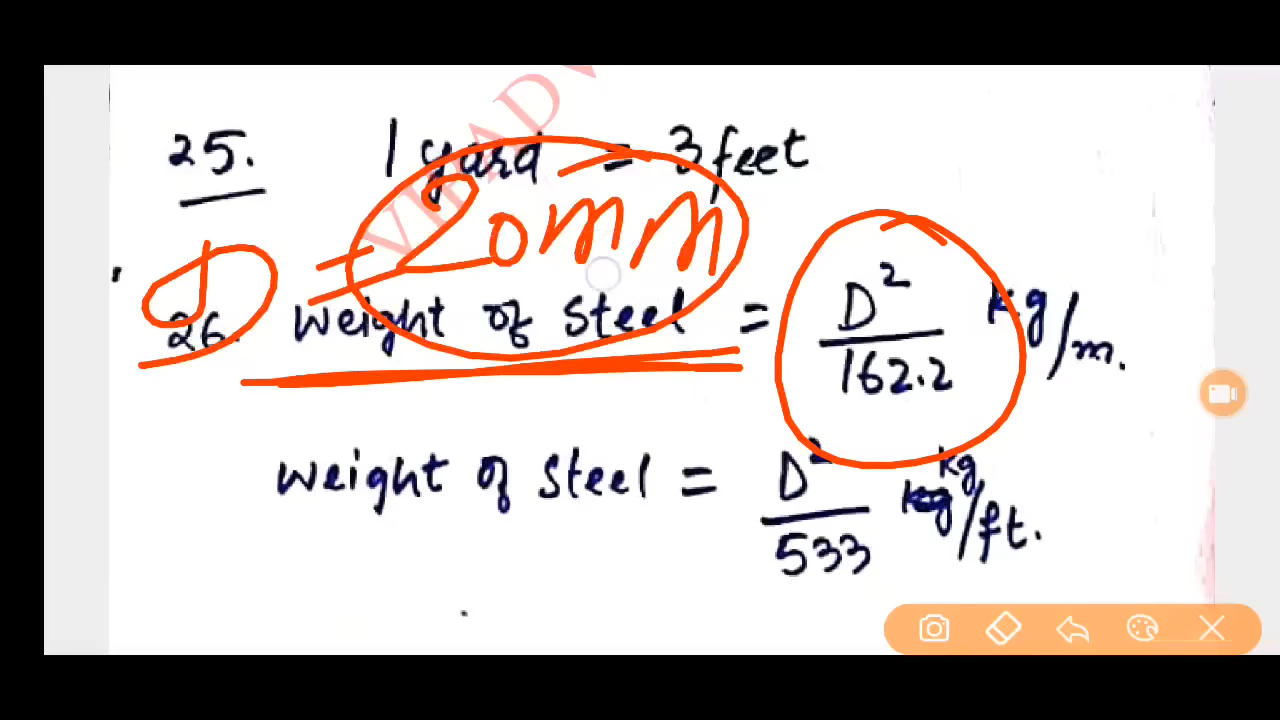 VIHADV
25. 1 yard = 3 feet
d = 20mm
26. Weight of Steel = D²/162.2 kg/m.
Weight of Steel = D²/533 kg/ft.